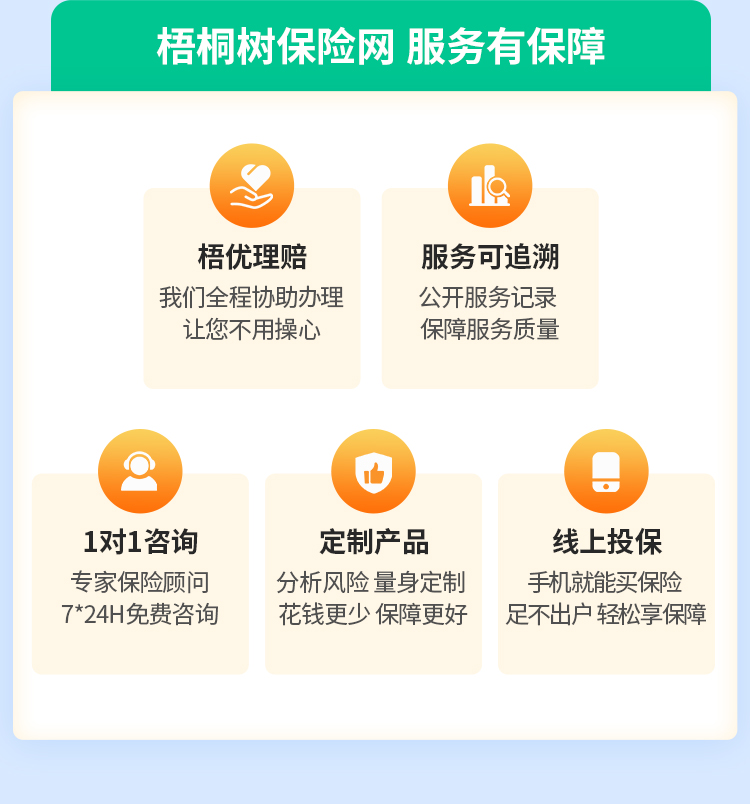 梧桐树保险网 服务有保障
梧优理赔
我们全程协助办理
让您不用操心
服务可追溯
公开服务记录
保障服务质量
1对1咨询
专家保险顾问
7*24H免费咨询
定制产品
分析风险 量身定制
花钱更少 保障更好
线上投保
手机就能买保险
足不出户 轻松享保障